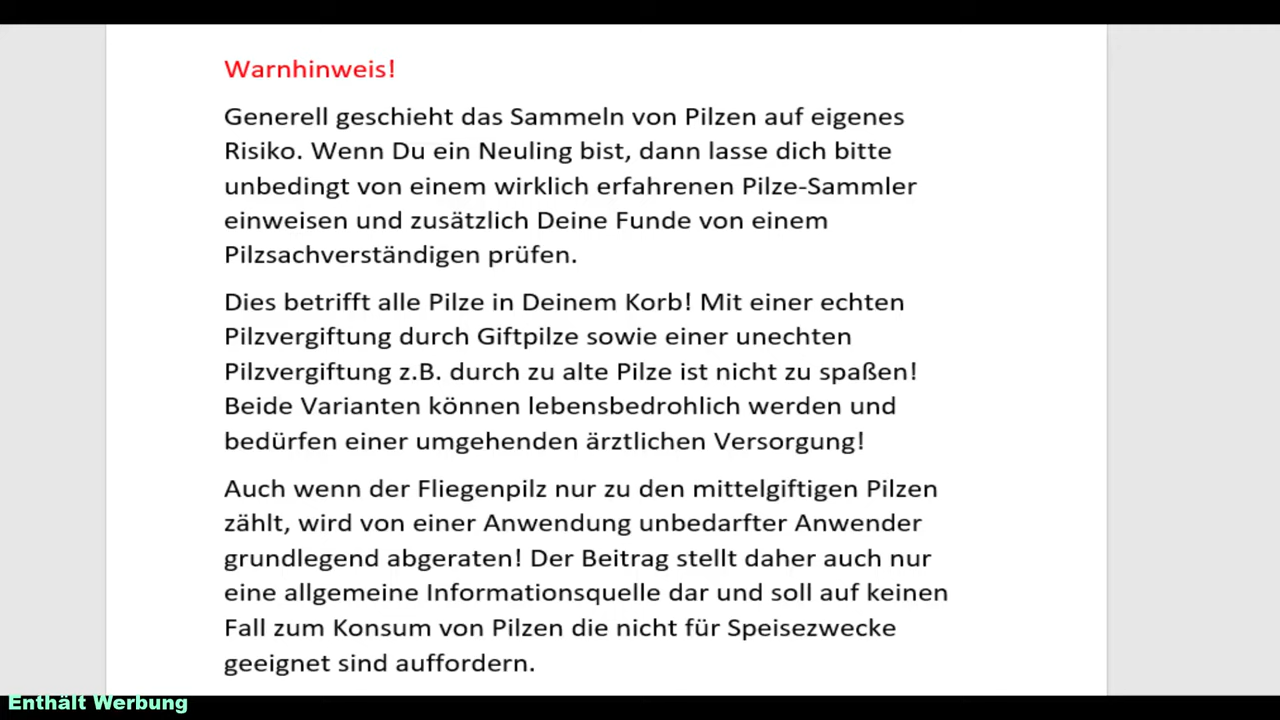 Warnhinweis!
Generell geschieht das Sammeln von Pilzen auf eigenes
Risiko. Wenn Du ein Neuling bist, dann lasse dich bitte
unbedingt von einem wirklich erfahrenen Pilze-Sammler
einweisen und zusätzlich Deine Funde von einem
Pilzsachverständigen prüfen.
Dies betrifft alle Pilze in Deinem Korb! Mit einer echten
Pilzvergiftung durch Giftpilze sowie einer unechten
Pilzvergiftung z.B. durch zu alte Pilze ist nicht zu spaßen!
Beide Varianten können lebensbedrohlich werden und
bedürfen einer umgehenden ärztlichen Versorgung!
Auch wenn der Fliegenpilz nur zu den mittelgiftigen Pilzen
zählt, wird von einer Anwendung unbedarfter Anwender
grundlegend abgeraten! Der Beitrag stellt daher auch nur
eine allgemeine Informationsquelle dar und soll auf keinen
Fall zum Konsum von Pilzen die nicht für Speisezwecke
geeignet sind auffordern.
Enthält Werbung